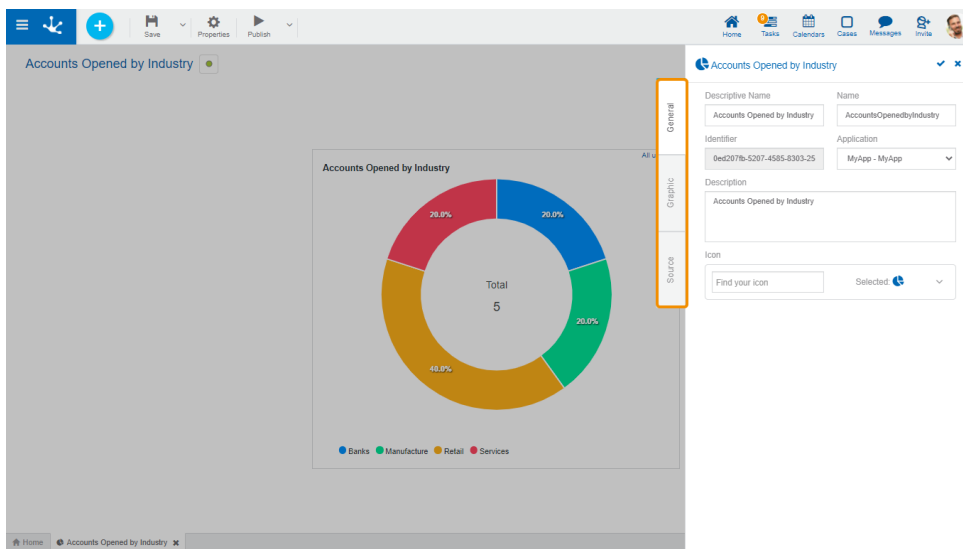 Save
Properties
Publish
Home
9
Tasks
Calendars
Cases
Messages
Invite
Accounts Opened by Industry
Accounts Opened by Industry
General
Graphic
Source
Descriptive Name
Name
Accounts Opened by Industry
AccountsOpenedbyIndustry
Identifier
Application
0ed207fb-5207-4585-8303-25
MyApp - MyApp
Description
Accounts Opened by Industry
Icon
Find your icon
Selected:
All u
Accounts Opened by Industry
20.0%
20.0%
Total
5
20.0%
40.0%
Banks
Manufacture
Retail
Services
Home
Accounts Opened by Industry